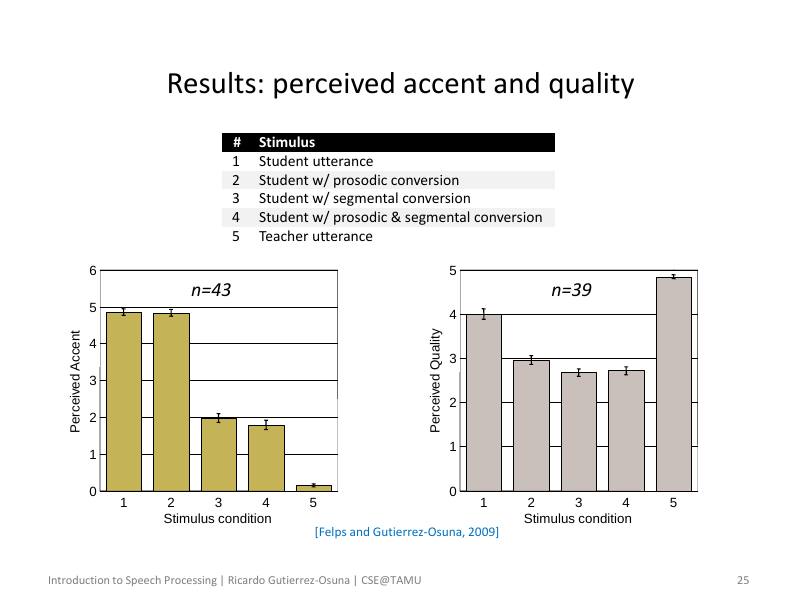 Results: perceived accent and quality
# Stimulus
1 Student utterance
2 Student w/ prosodic conversion
3 Student w/ segmental conversion
4 Student w/ prosodic & segmental conversion
5 Teacher utterance
6
5
4
3
2
1
0
Perceived Accent
n=43
1 2 3 4 5
Stimulus condition
5
4
3
2
1
0
Perceived Quality
n=39
1 2 3 4 5
Stimulus condition
[Felps and Gutierrez-Osuna, 2009]
Introduction to Speech Processing | Ricardo Gutierrez-Osuna | CSE@TAMU
25